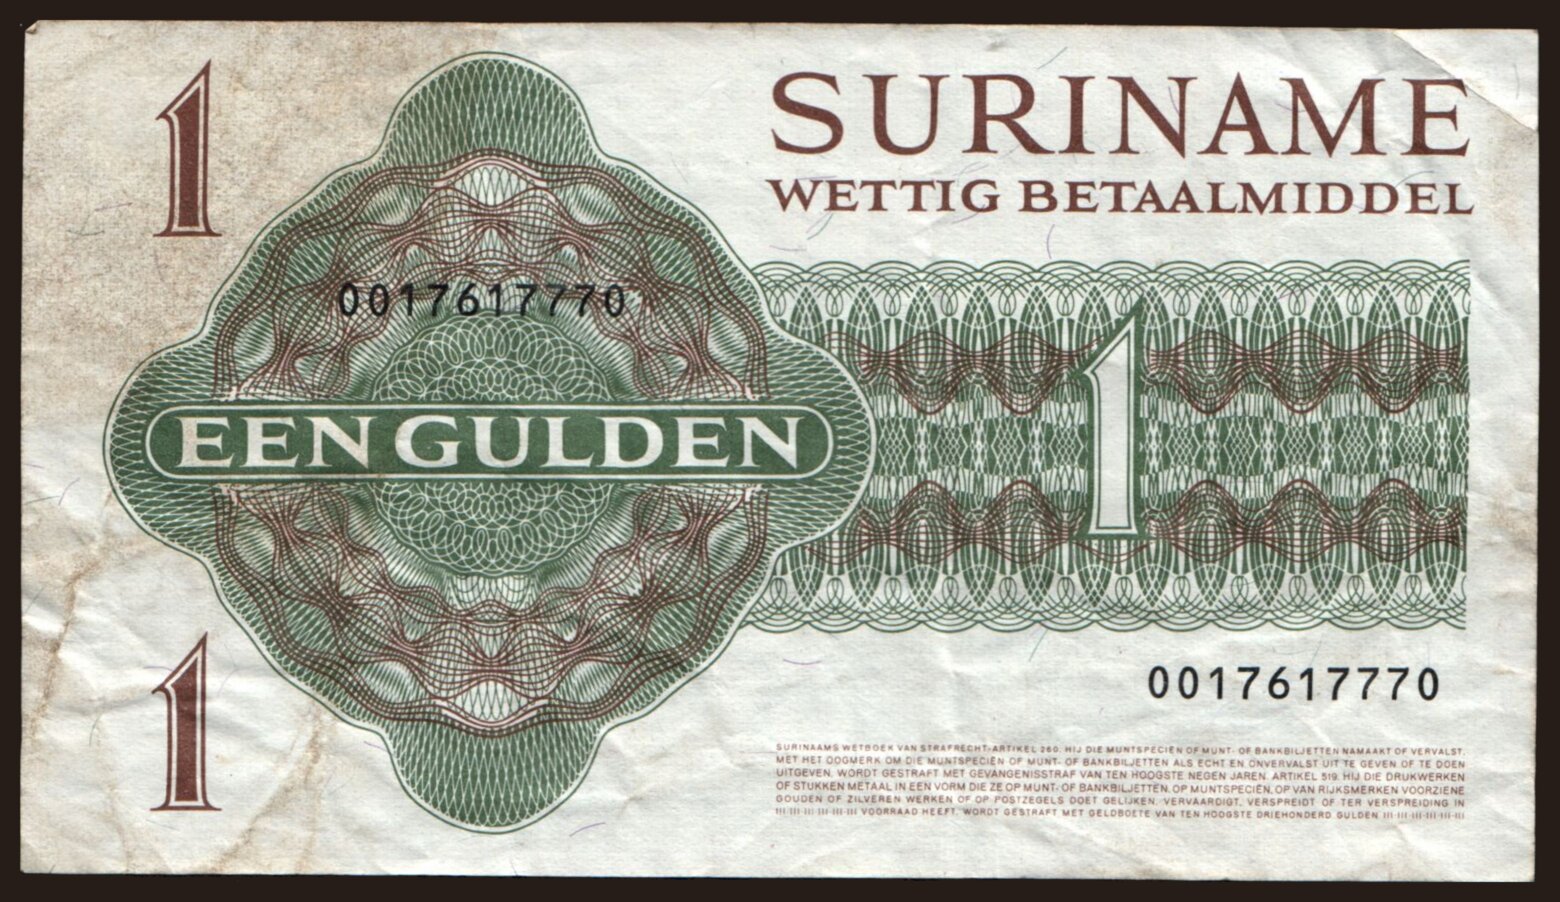 1
SURINAME
WETTIG BETAALMIDDEL
0017617770
EEN GULDEN
1
1
0017617770
SURINAAMS WETBOEK VAN STRAFRECHT: ARTIKEL 260. HIJ DIE MUNTSPECIËN OF MUNT- OF BANKBILJETTEN NAMAAKT OF VERVALST,
MET HET OOGMERK OM DIE MUNTSPECIËN OF MUNT- OF BANKBILJETTEN ALS ECHT EN ONVERVALST UIT TE GEVEN OF TE DOEN
UITGEVEN, WORDT GESTRAFT MET GEVANGENISSTRAF VAN TEN HOOGSTE NEGEN JAREN. ARTIKEL 519. HIJ DIE DRUKWERKEN
OF STUKKEN METAAL IN EEN VORM DIE ZE OP MUNT- OF BANKBILJETTEN, OP MUNTSPECIËN, OP VAN RIJKSMERKEN VOORZIENE
GOUDEN OF ZILVEREN WERKEN OF OP POSTZEGELS DOET GELIJKEN, VERVAARDIGT, VERSPREIDT OF TER VERSPREIDING IN
VOORRAAD HEEFT, WORDT GESTRAFT MET GELDBOETE VAN TEN HOOGSTE DRIEHONDERD GULDEN